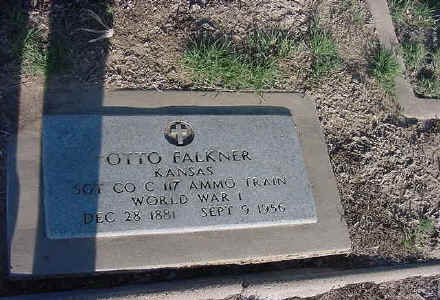 OTTO FALKNER
KANSAS
SGT CO C 117 AMMO TRAIN
WORLD WAR I
DEC 28 1881 SEPT 9 1956